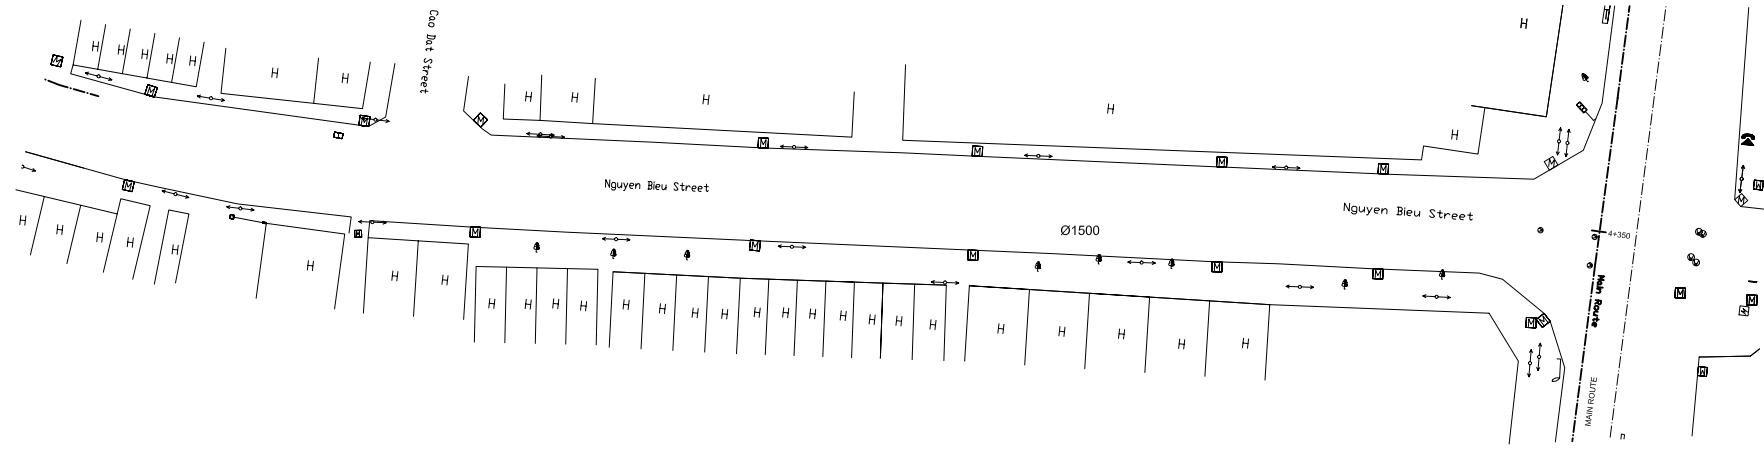 Cao Dat Street
H H H H H
H H
H H H
H
H
H
M M M M M M M M M M
Nguyen Bieu Street
Nguyen Bieu Street
Ø1500
4+350
Main Route
MAIN ROUTE
M M M M M M M M M
H H H H H
H
H H
H H H H
H H H H H H H H H H
H H H H H